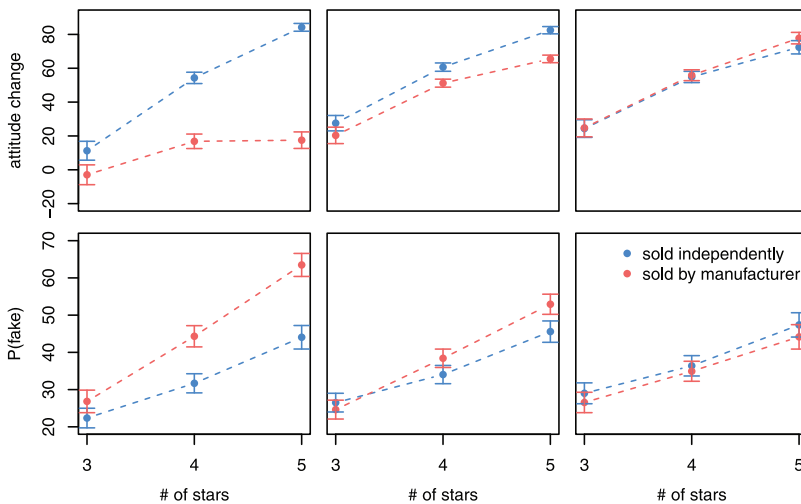 attitude change
80
60
40
20
0
−20
P(fake)
70
60
50
40
30
20
sold independently
sold by manufacturer
3 4 5
3 4 5
3 4 5
# of stars
# of stars
# of stars